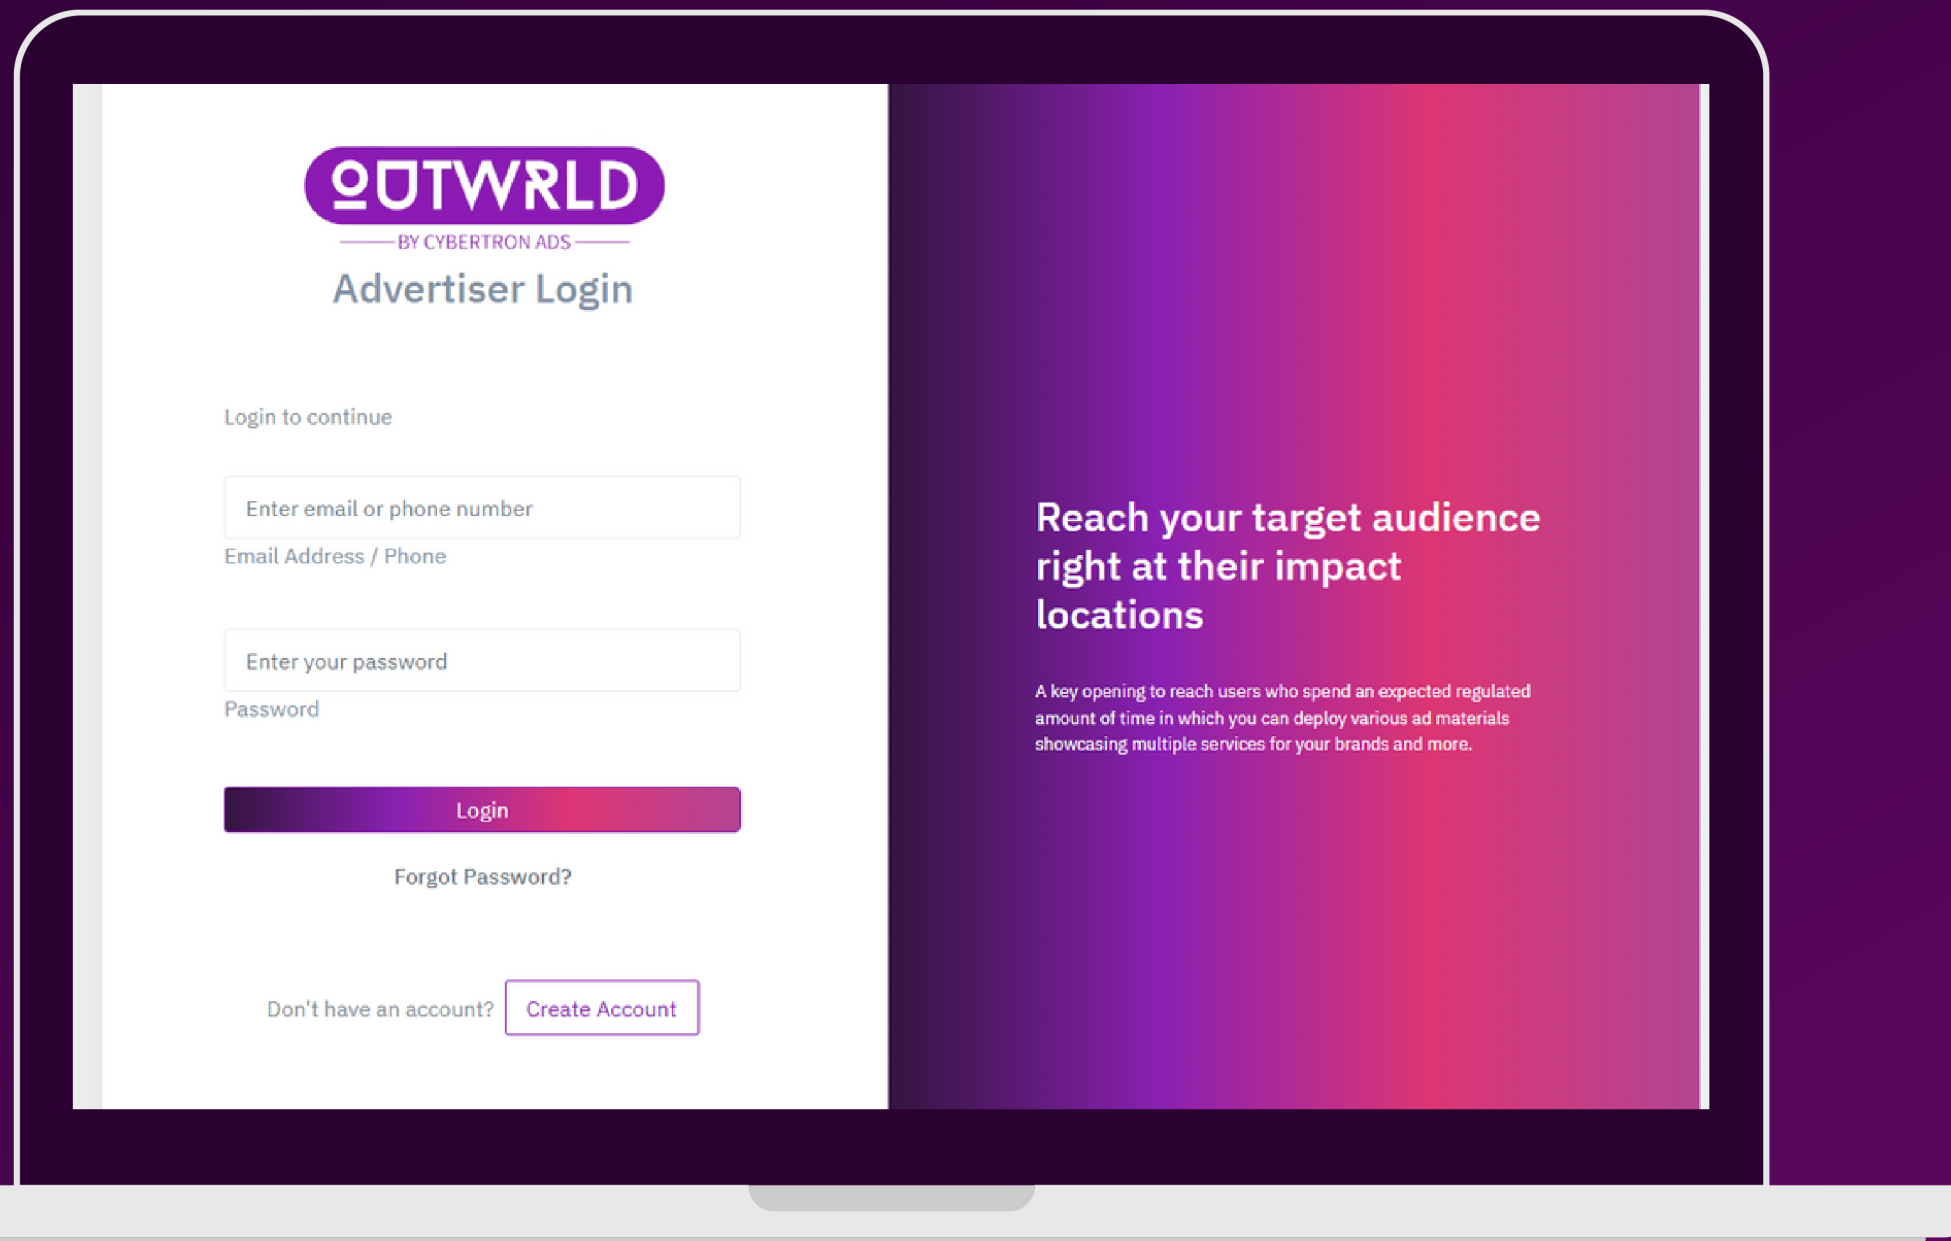 OUTWRLD
BY CYBERTRON ADS
Advertiser Login
Login to continue
Enter email or phone number
Email Address / Phone
Enter your password
Password
Login
Forgot Password?
Don't have an account? Create Account
Reach your target audience
right at their impact
locations
A key opening to reach users who spend an expected regulated
amount of time in which you can deploy various ad materials
showcasing multiple services for your brands and more.